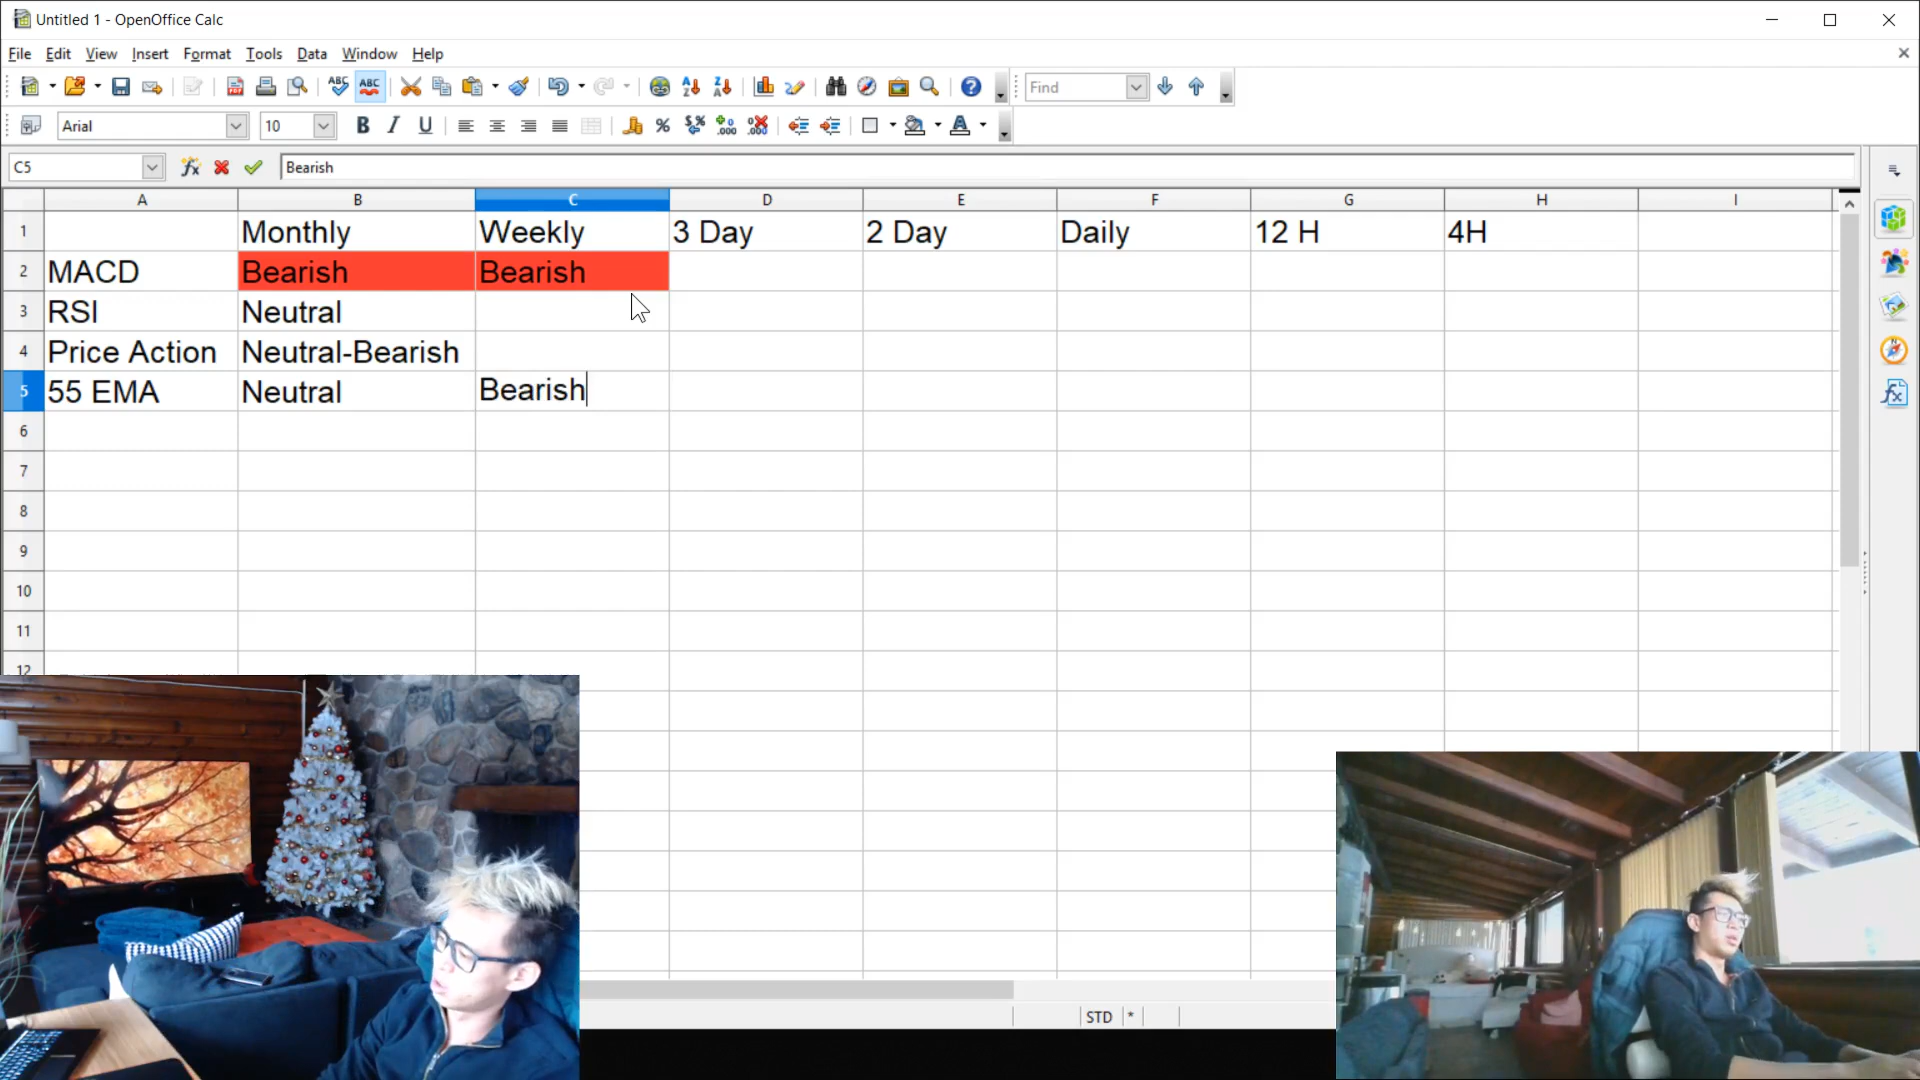 Untitled 1 - OpenOffice Calc
File Edit View Insert Format Tools Data Window Help
Find
Arial 10
C5 Bearish
A B C D E F G H I
1 Monthly Weekly 3 Day 2 Day Daily 12 H 4H
2 MACD Bearish Bearish
3 RSI Neutral
4 Price Action Neutral-Bearish
5 55 EMA Neutral Bearish
6
7
8
9
10
11
12
STD *